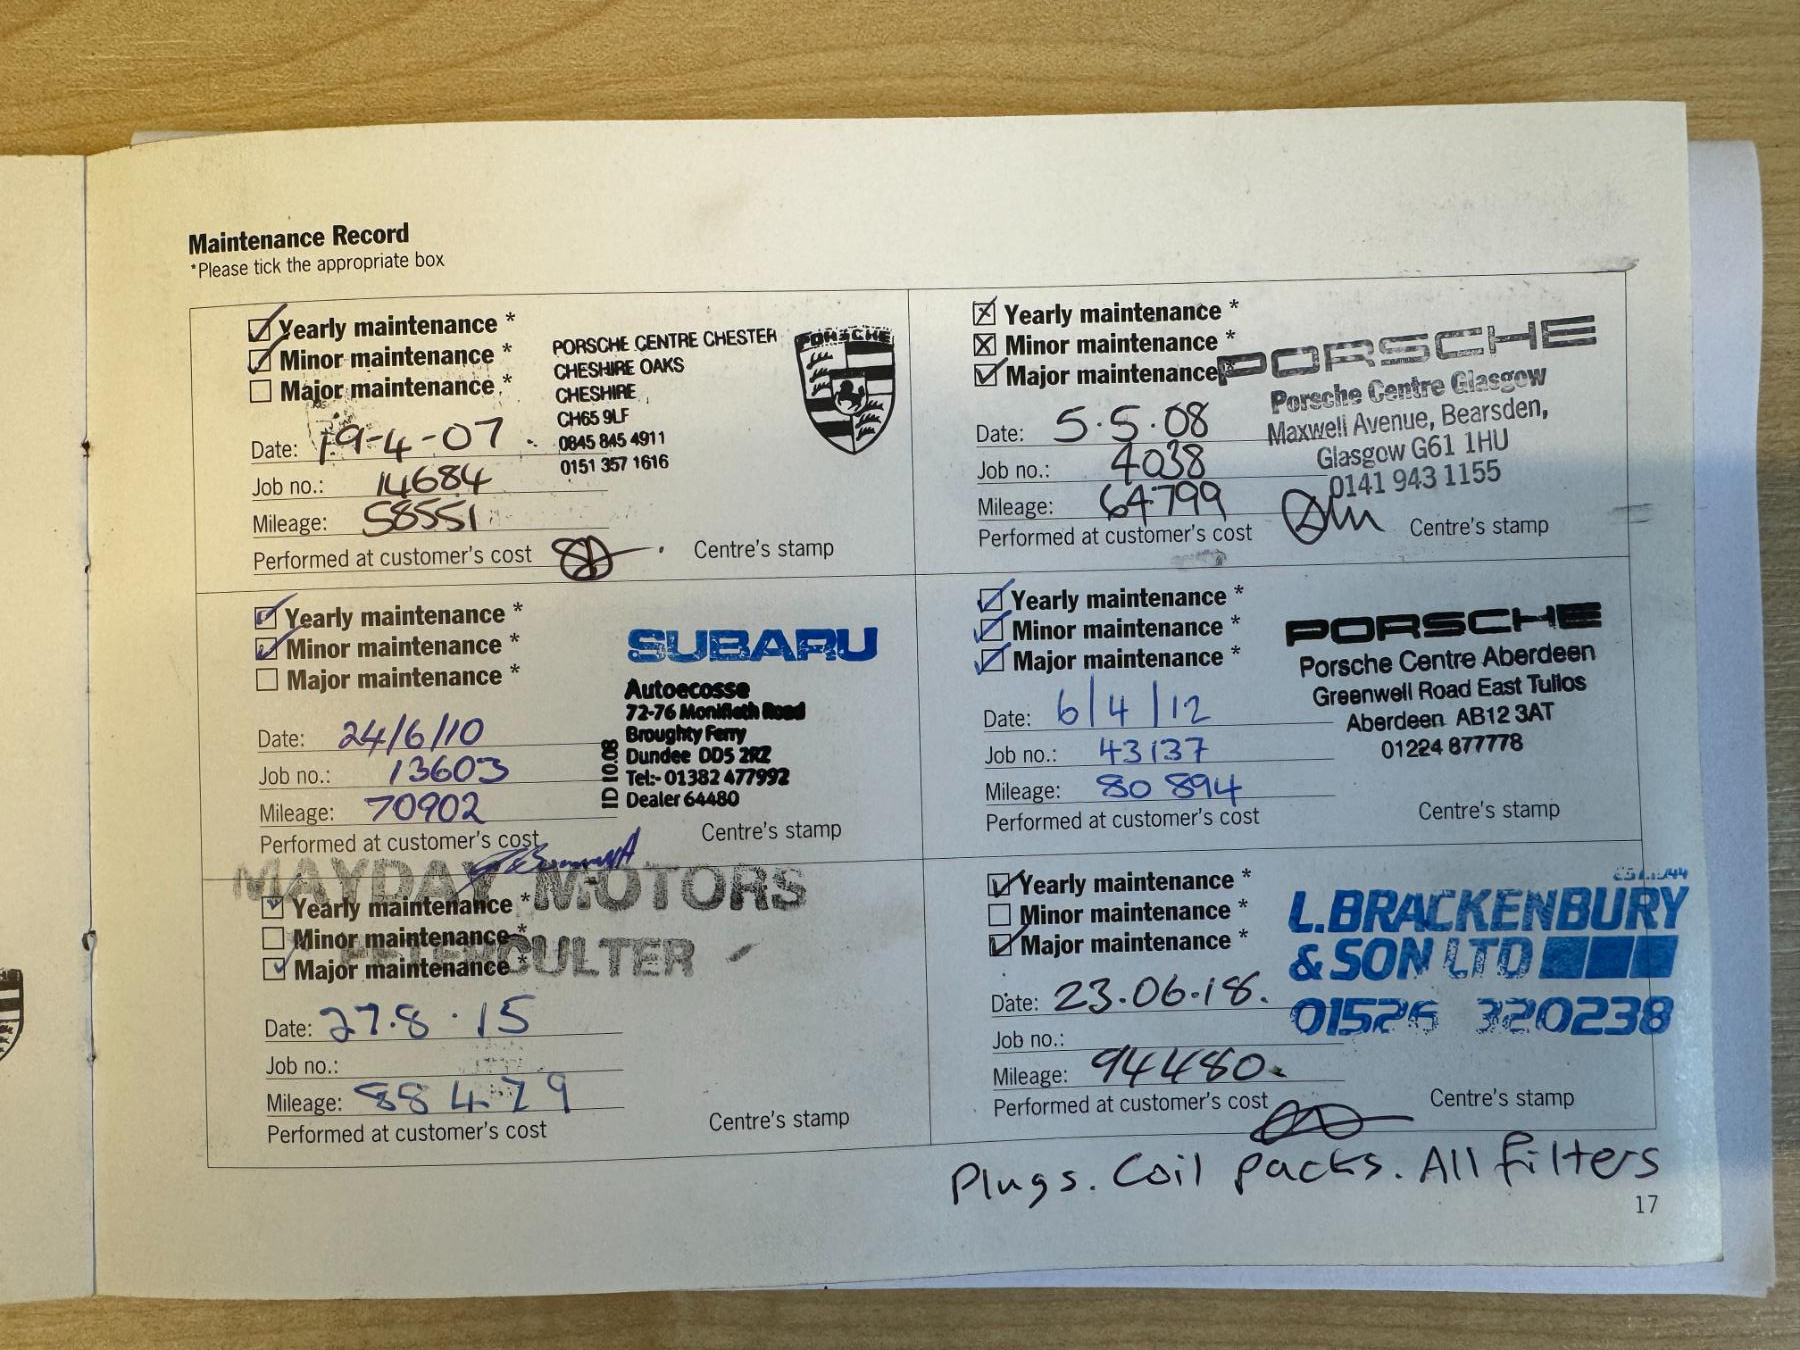 Maintenance Record
*Please tick the appropriate box
Yearly maintenance *
Minor maintenance *
Major maintenance *
PORSCHE CENTRE CHESTER
CHESHIRE OAKS
CHESHIRE
CH65 9LF
0845 845 4911
0151 357 1616
PORSCHE
Date: 19-4-07
Job no.: 14684
Mileage: 58551
Performed at customer's cost
Centre's stamp
Yearly maintenance *
Minor maintenance *
Major maintenance *
PORSCHE
Porsche Centre Glasgow
Maxwell Avenue, Bearsden,
Glasgow G61 1HU
0141 943 1155
Date: 5.5.08
Job no.: 4038
Mileage: 64799
Performed at customer's cost
Centre's stamp
Yearly maintenance *
Minor maintenance *
Major maintenance *
SUBARU
Autoecosse
72-76 Monifieth Road
Broughty Ferry
Dundee DD5 2RZ
Tel:- 01382 477992
Dealer 64480
ID 10.08
Date: 24/6/10
Job no.: 13603
Mileage: 70902
Performed at customer's cost
Centre's stamp
Yearly maintenance *
Minor maintenance *
Major maintenance *
PORSCHE
Porsche Centre Aberdeen
Greenwell Road East Tullos
Aberdeen AB12 3AT
01224 877778
Date: 6/4/12
Job no.: 43137
Mileage: 80 894
Performed at customer's cost
Centre's stamp
MAYDAY MOTORS
PETERCULTER
Yearly maintenance *
Minor maintenance *
Major maintenance *
Date: 27.8.15
Job no.:
Mileage: 88479
Performed at customer's cost
Centre's stamp
Yearly maintenance *
Minor maintenance *
Major maintenance *
EST. 1944
L.BRACKENBURY
& SON LTD
01526 320238
Date: 23.06.18.
Job no.:
Mileage: 94480.
Performed at customer's cost
Centre's stamp
Plugs. Coil packs. All filters
17